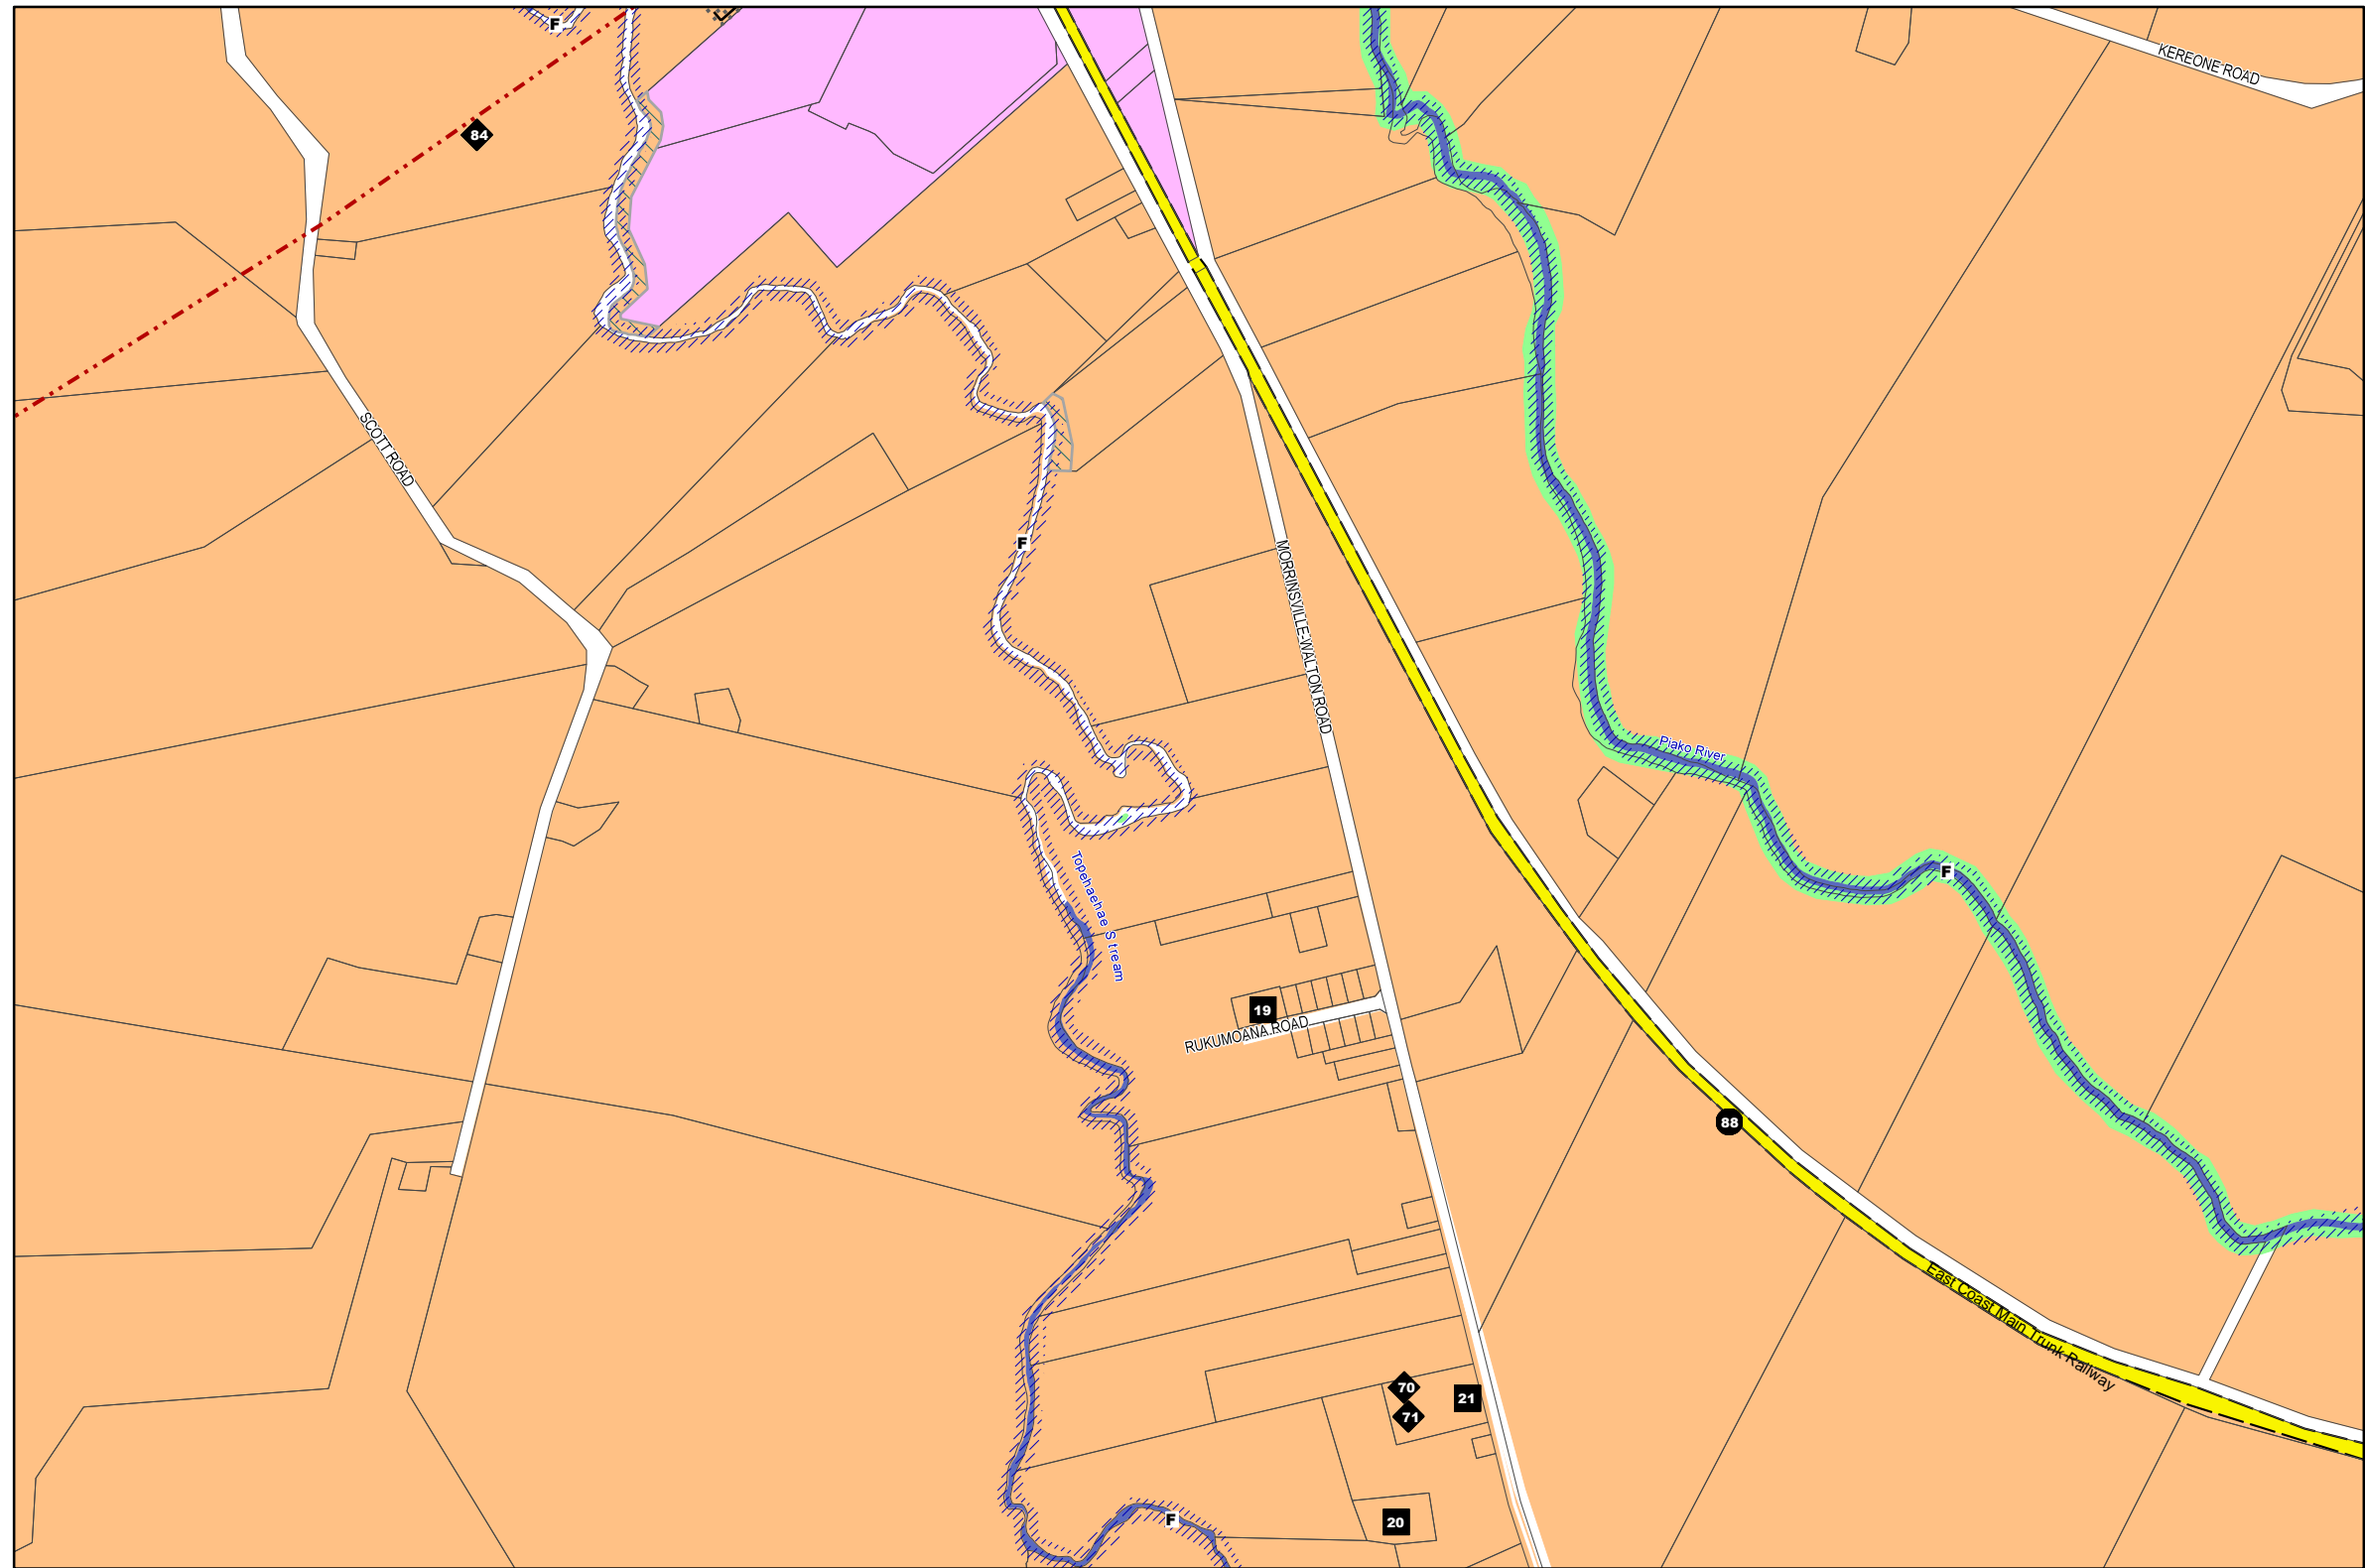 F
KEREONE ROAD
84
SCOTT ROAD
F
MORRINSVILLE-WALTON ROAD
Piako River
F
Topehaehae Stream
19
RUKUMOANA ROAD
88
East Coast Main Trunk Railway
70
21
71
F
20